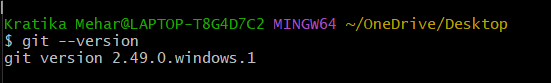 Kratika Mehar@LAPTOP-T8G4D7C2 MINGW64 ~/OneDrive/Desktop
$ git --version
git version 2.49.0.windows.1